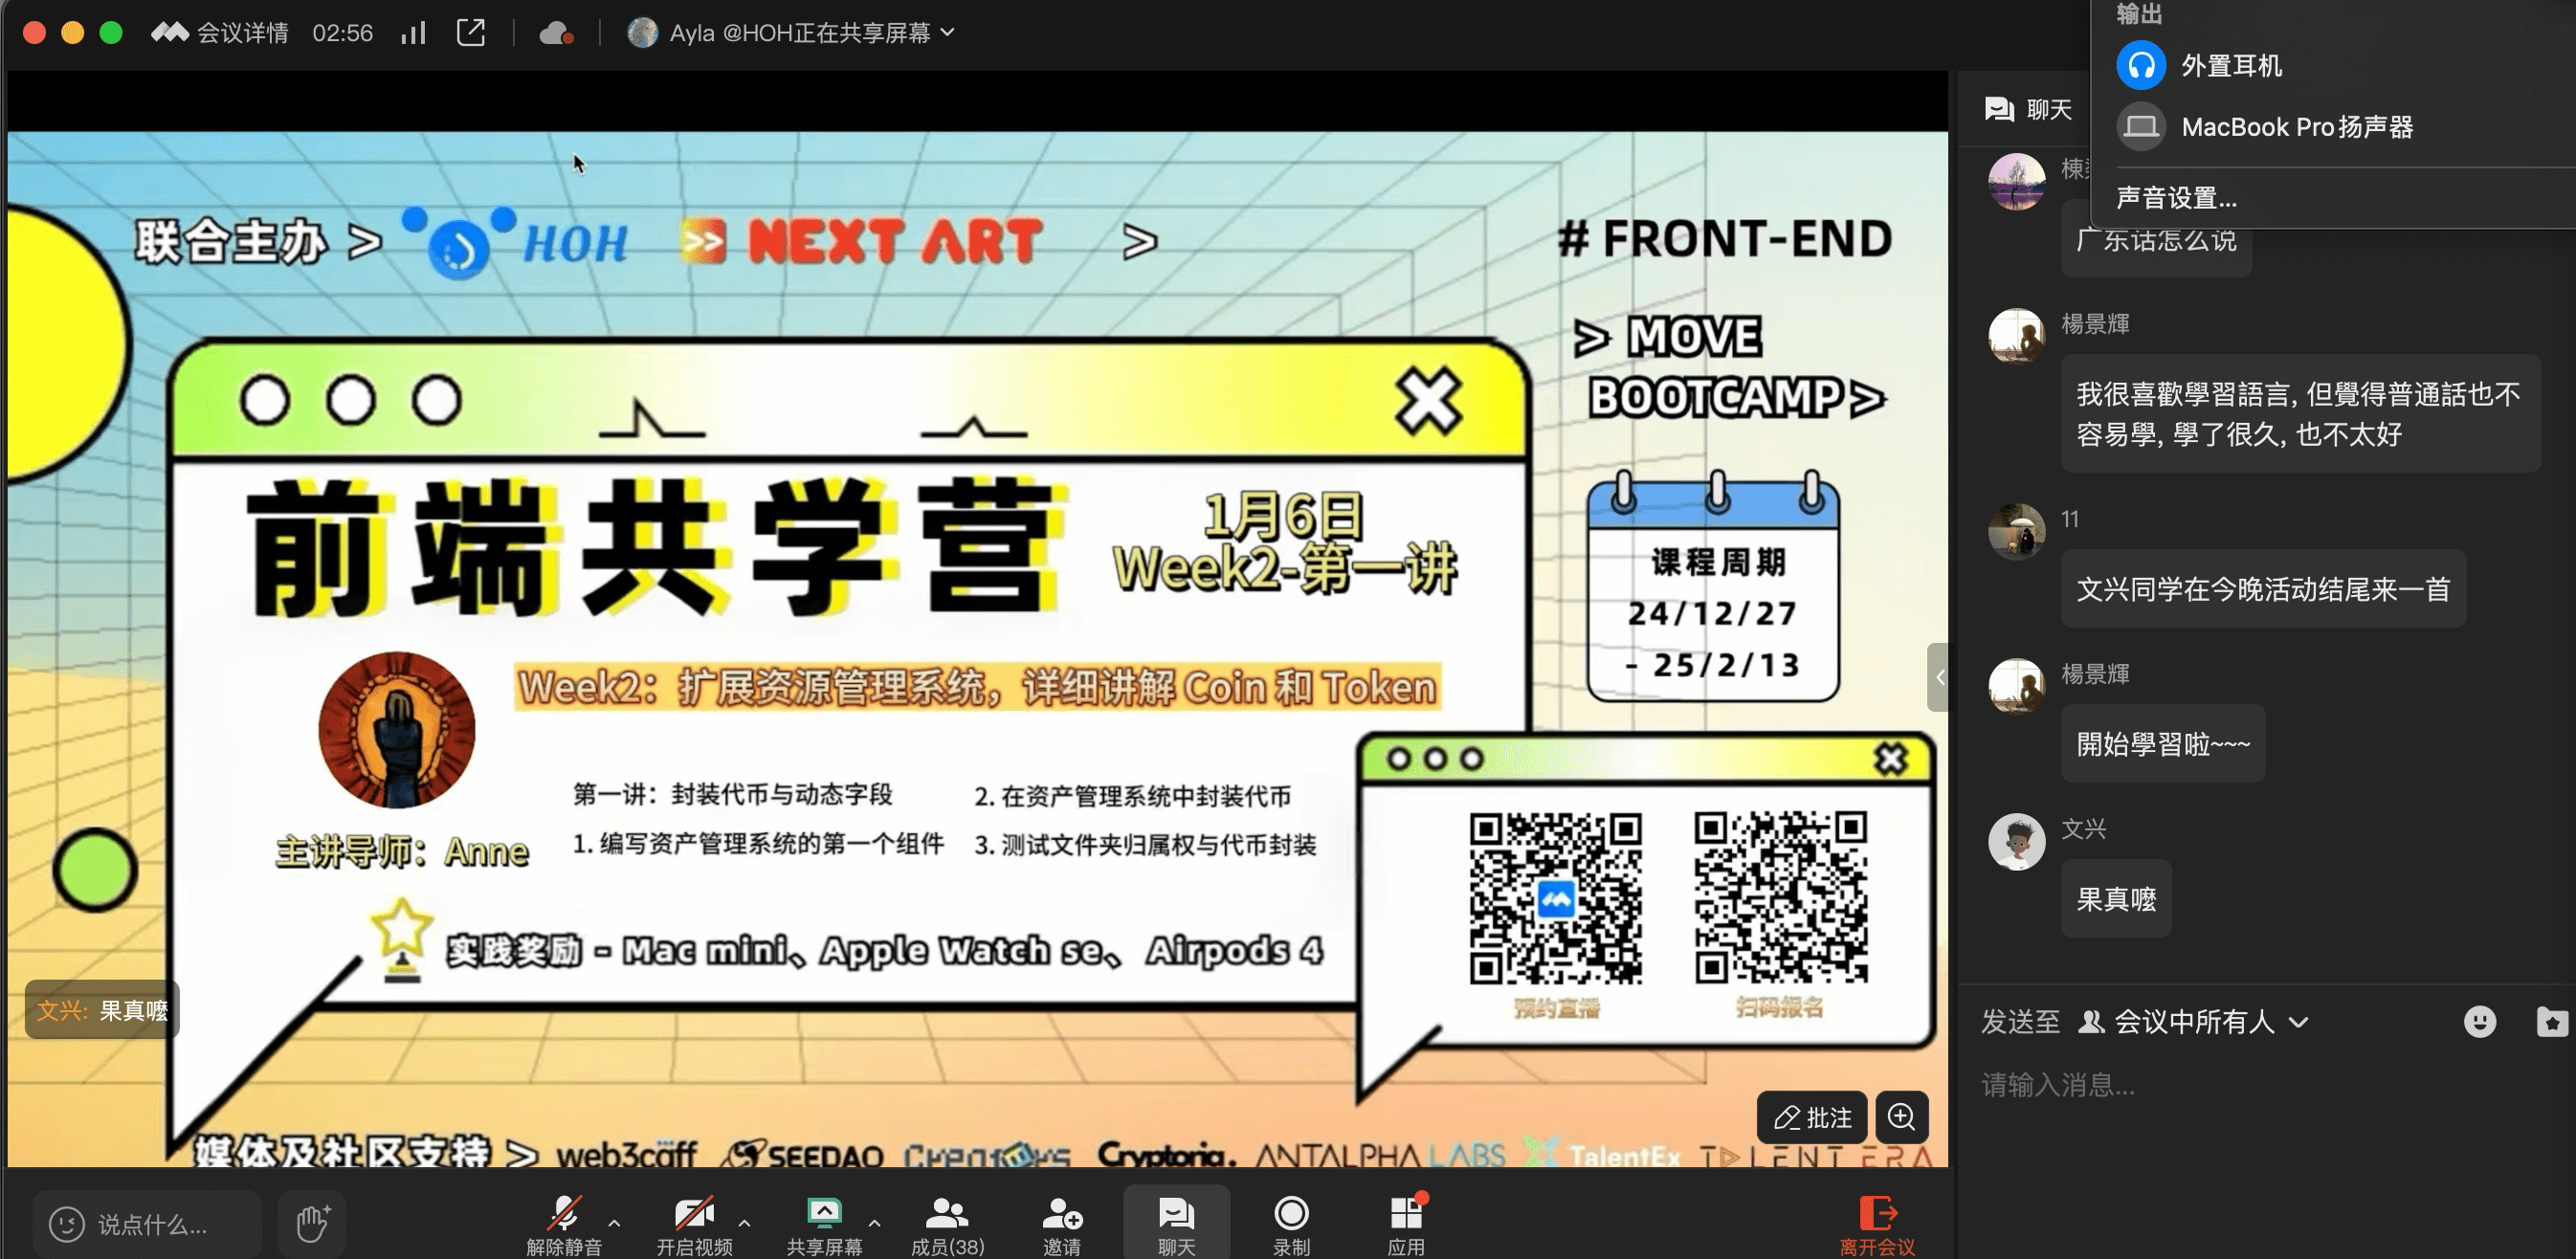 会议详情 02:56 Ayla @HOH正在共享屏幕
输出
外置耳机
MacBook Pro扬声器
声音设置...
联合主办 > HOH NEXT ART >
# FRONT-END
> MOVE
BOOTCAMP >
前端共学营
1月6日
Week2-第一讲
课程周期
24/12/27
- 25/2/13
Week2：扩展资源管理系统，详细讲解 Coin 和 Token
主讲导师：Anne
第一讲：封装代币与动态字段
1. 编写资产管理系统的第一个组件
2. 在资产管理系统中封装代币
3. 测试文件夹归属权与代币封装
实践奖励 - Mac mini、Apple Watch se、 Airpods 4
预约直播
扫码报名
文兴: 果真嚒
媒体及社区支持 > web3caff SEEDAO Cryptoria. ANTALPHA LABS TalentEx TALENT ERA
批注
聊天
广东话怎么说
楊景輝
我很喜歡學習語言, 但覺得普通話也不
容易學, 學了很久, 也不太好
11
文兴同学在今晚活动结尾来一首
楊景輝
開始學習啦~~~
文兴
果真嚒
发送至 会议中所有人
请输入消息...
说点什么...
解除静音
开启视频
共享屏幕
成员(38)
邀请
聊天
录制
应用
离开会议